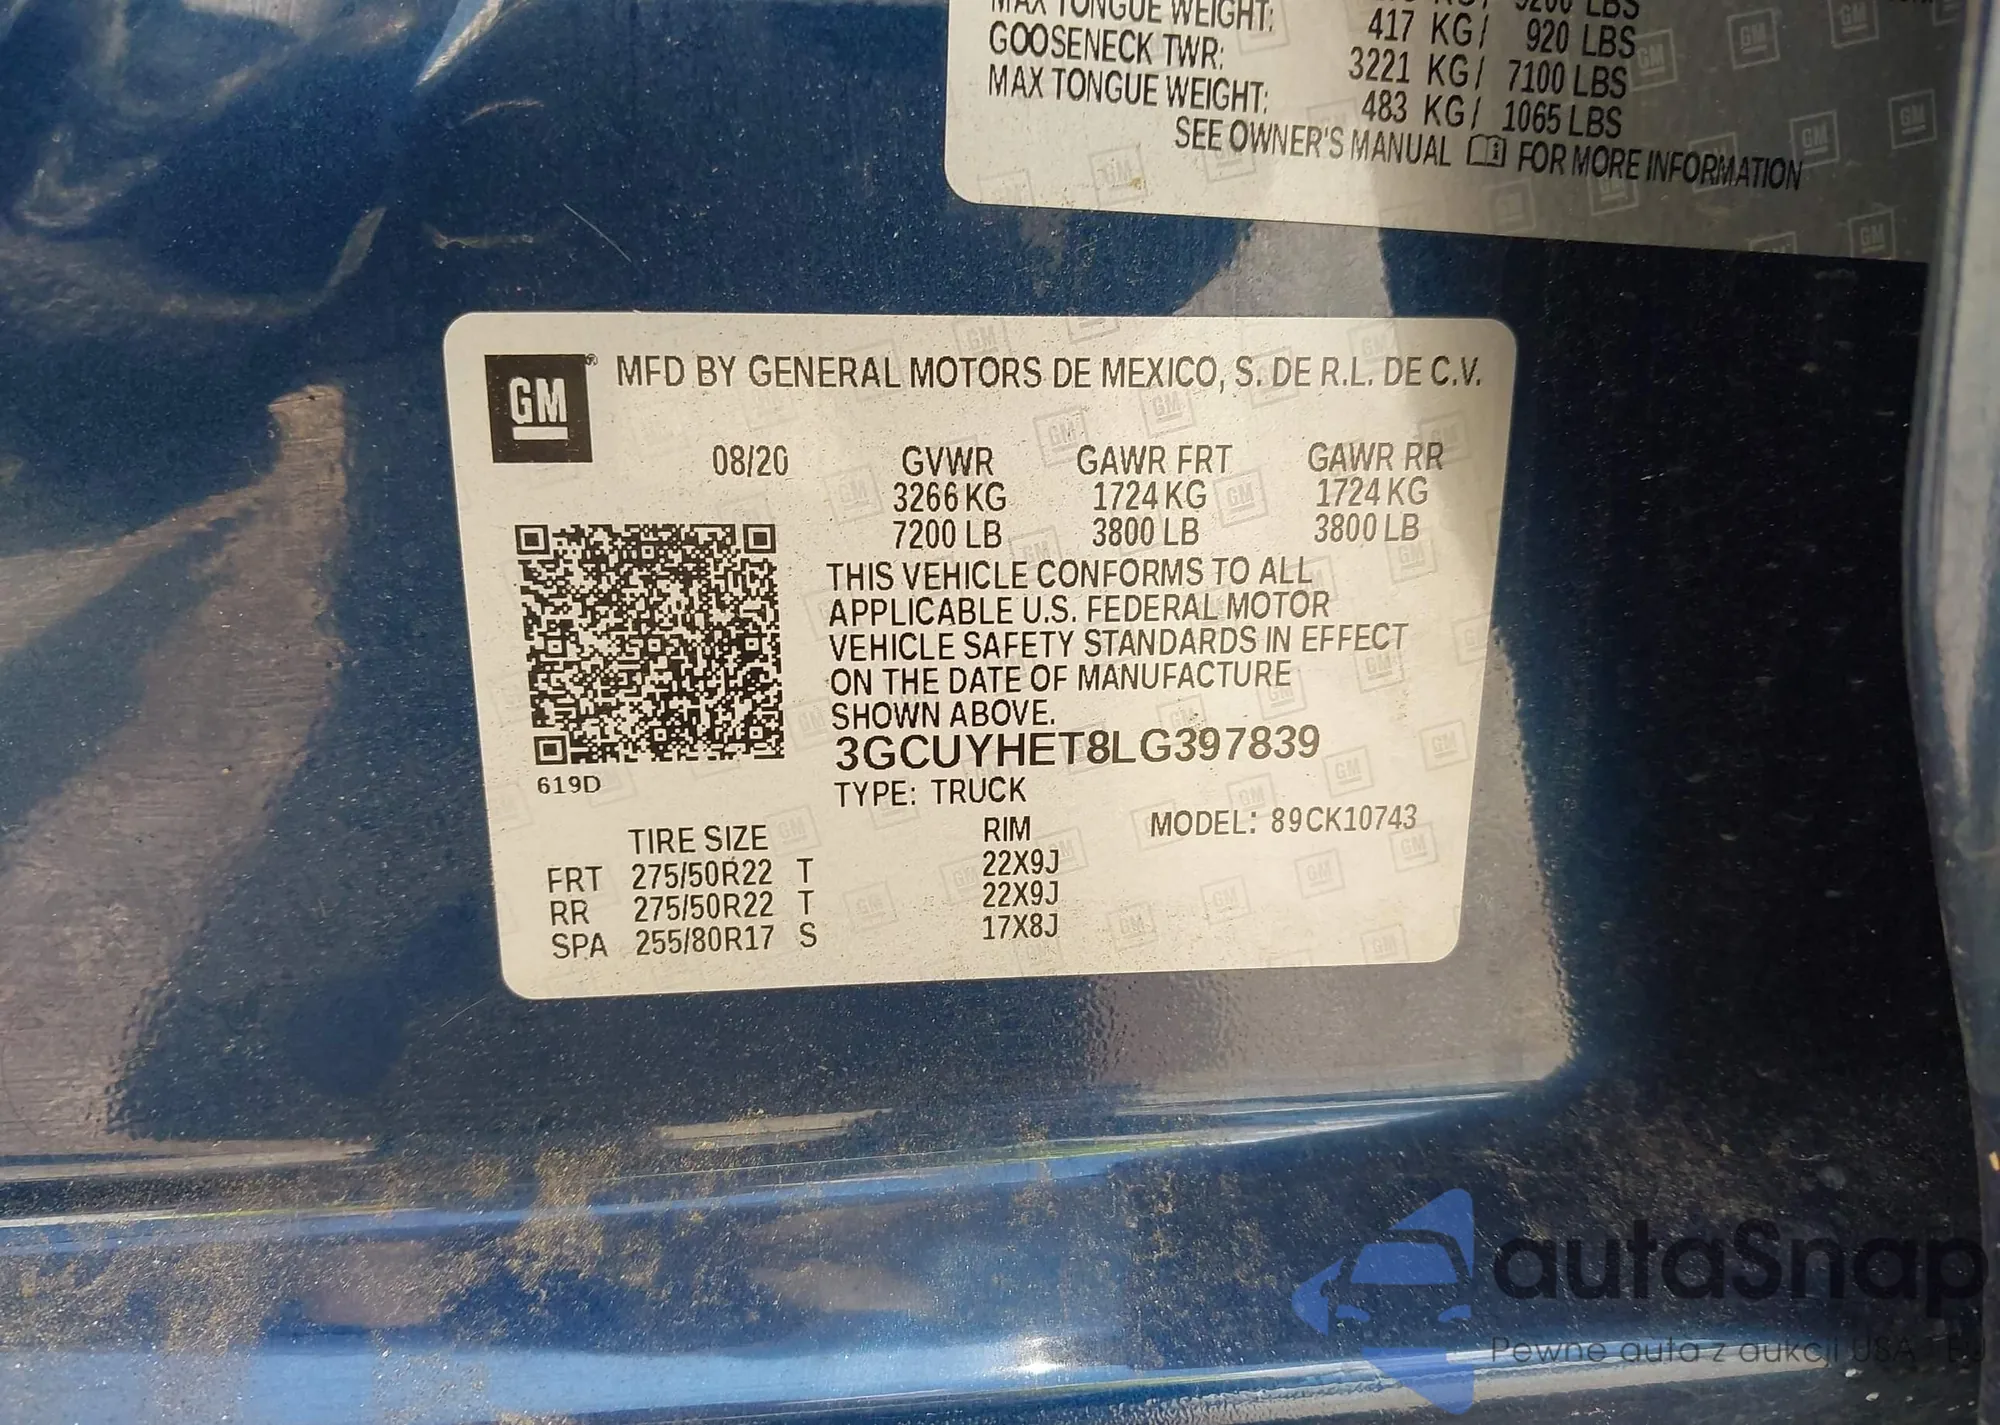 MAX TONGUE WEIGHT: 417 KG/ 920 LBS
GOOSENECK TWR: 3221 KG/ 7100 LBS
MAX TONGUE WEIGHT: 483 KG/ 1065 LBS
SEE OWNER'S MANUAL FOR MORE INFORMATION
GM® MFD BY GENERAL MOTORS DE MEXICO, S. DE R.L. DE C.V.
08/20 GVWR GAWR FRT GAWR RR
3266 KG 1724 KG 1724 KG
7200 LB 3800 LB 3800 LB
THIS VEHICLE CONFORMS TO ALL
APPLICABLE U.S. FEDERAL MOTOR
VEHICLE SAFETY STANDARDS IN EFFECT
ON THE DATE OF MANUFACTURE
SHOWN ABOVE.
3GCUYHET8LG397839
619D
TYPE: TRUCK
MODEL: 89CK10743
TIRE SIZE RIM
FRT 275/50R22 T 22X9J
RR 275/50R22 T 22X9J
SPA 255/80R17 S 17X8J
autaSnap
Pewne auta z aukcji USA - EU